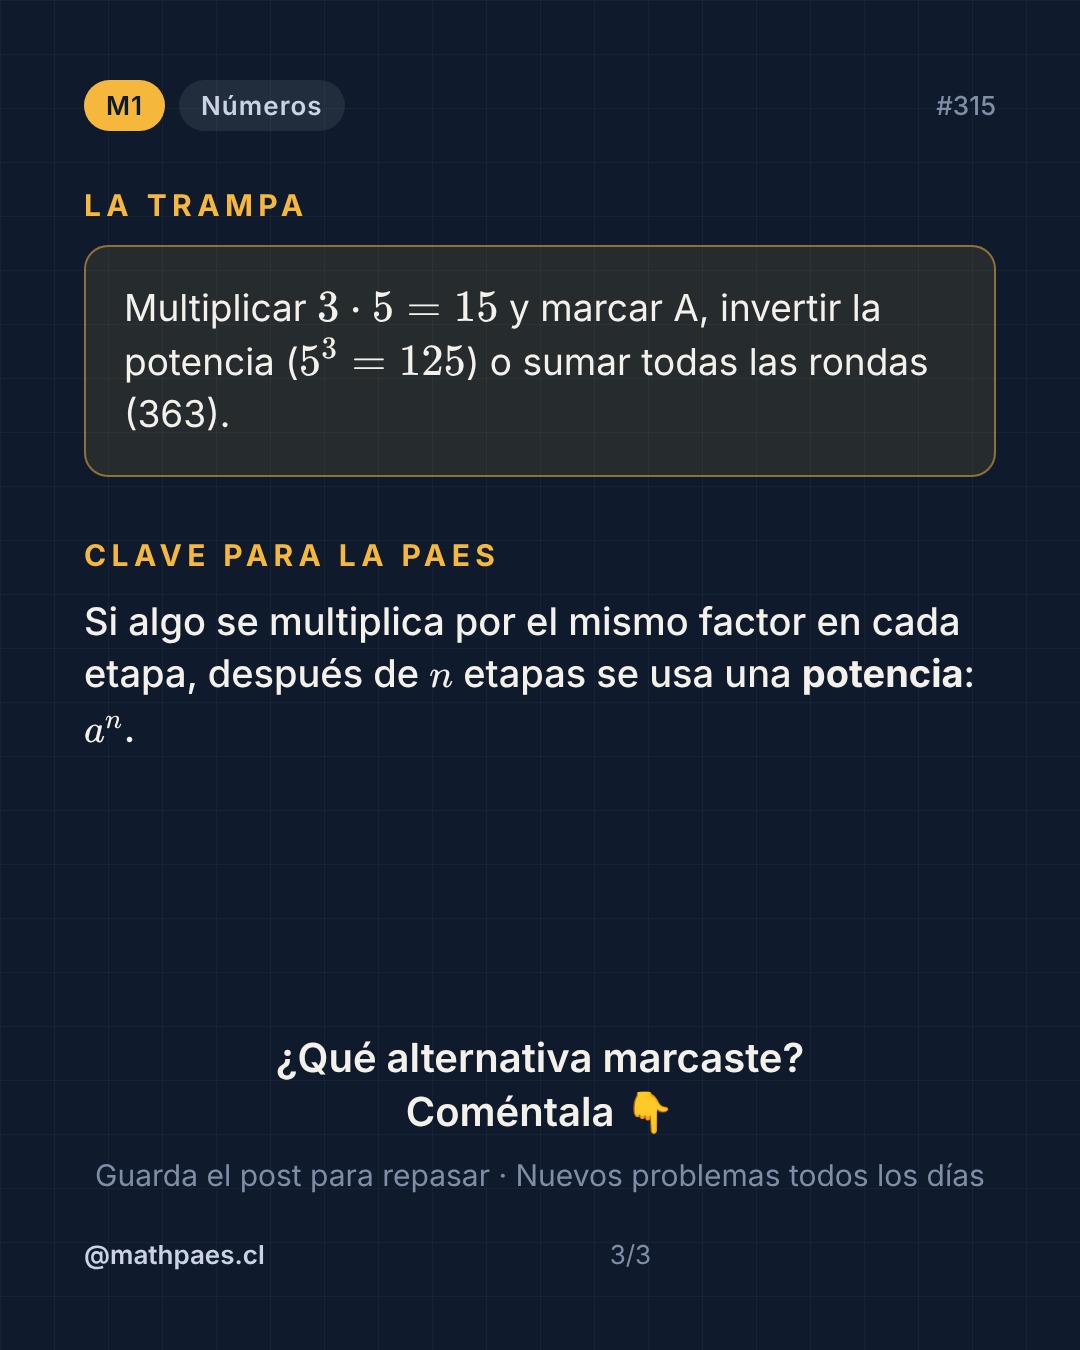 M1 Números #315
LA TRAMPA
Multiplicar 3 · 5 = 15 y marcar A, invertir la
potencia (5³ = 125) o sumar todas las rondas
(363).
CLAVE PARA LA PAES
Si algo se multiplica por el mismo factor en cada
etapa, después de n etapas se usa una potencia:
aⁿ.
¿Qué alternativa marcaste?
Coméntala 👇
Guarda el post para repasar · Nuevos problemas todos los días
@mathpaes.cl 3/3